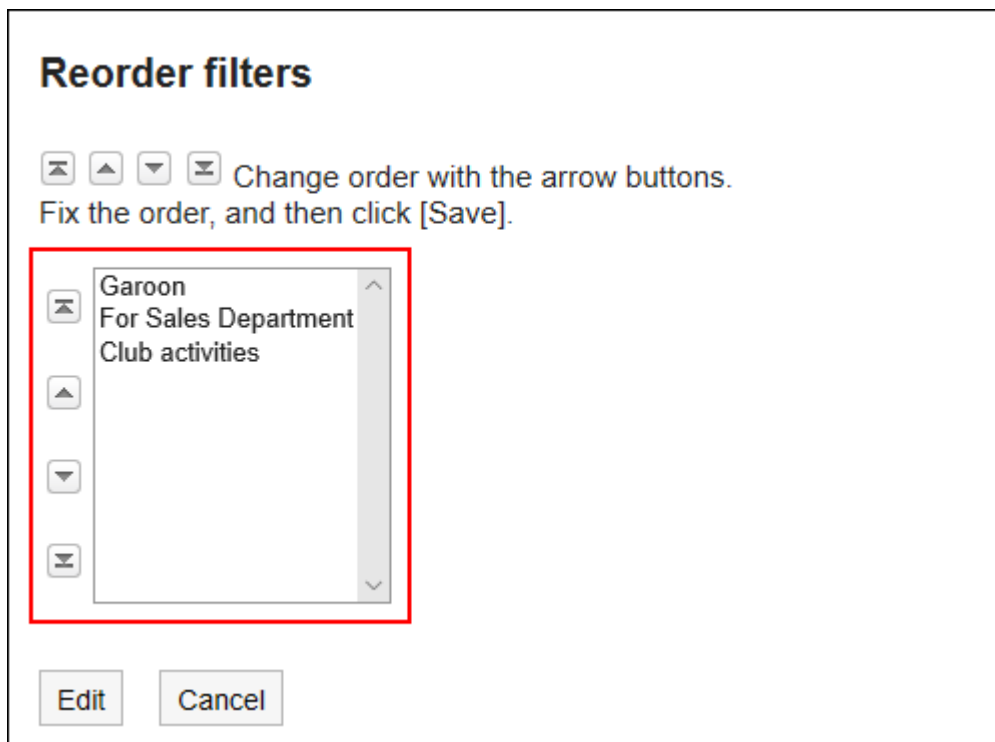 Reorder filters
Change order with the arrow buttons.
Fix the order, and then click [Save].
Garoon
For Sales Department
Club activities
Edit
Cancel